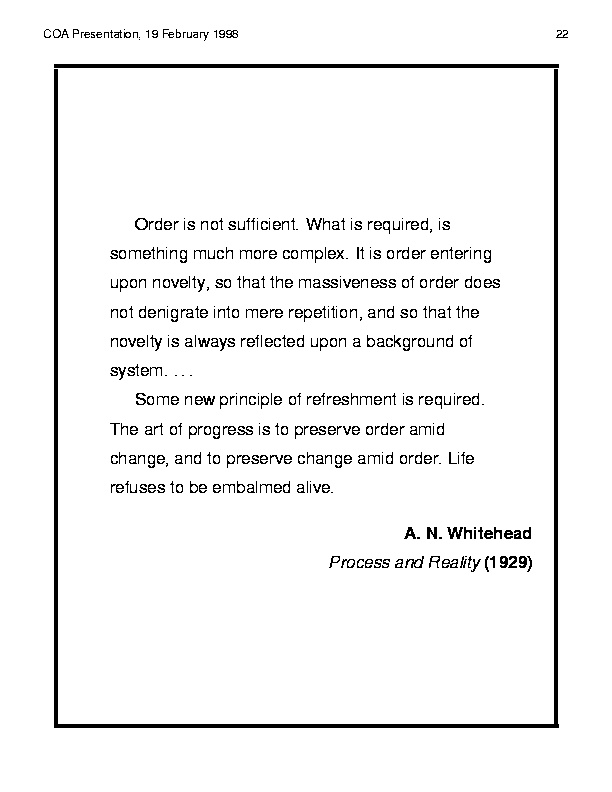 COA Presentation, 19 February 1998 22
Order is not sufficient. What is required, is
something much more complex. It is order entering
upon novelty, so that the massiveness of order does
not denigrate into mere repetition, and so that the
novelty is always reflected upon a background of
system. . . .
Some new principle of refreshment is required.
The art of progress is to preserve order amid
change, and to preserve change amid order. Life
refuses to be embalmed alive.
A. N. Whitehead
Process and Reality (1929)